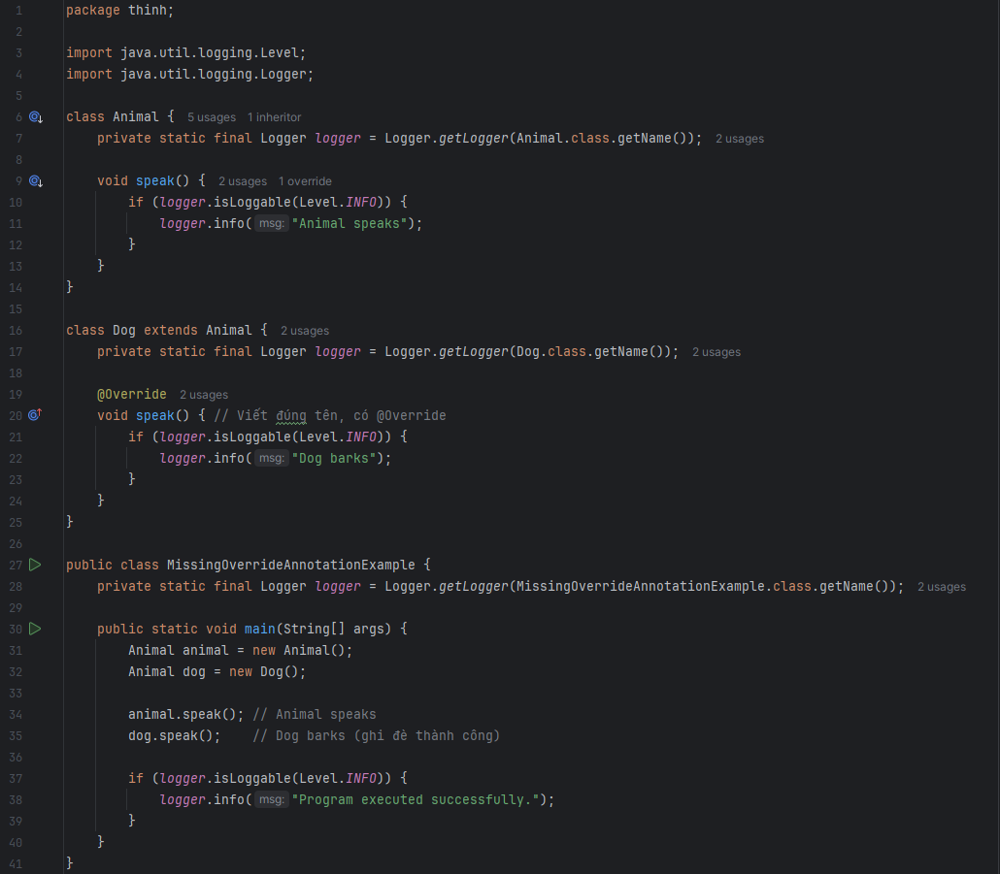 1 package thinh;
2
3 import java.util.logging.Level;
4 import java.util.logging.Logger;
5
6 class Animal { 5 usages 1 inheritor
7     private static final Logger logger = Logger.getLogger(Animal.class.getName()); 2 usages
8
9     void speak() { 2 usages 1 override
10         if (logger.isLoggable(Level.INFO)) {
11             logger.info( msg: "Animal speaks");
12         }
13     }
14 }
15
16 class Dog extends Animal { 2 usages
17     private static final Logger logger = Logger.getLogger(Dog.class.getName()); 2 usages
18
19     @Override 2 usages
20     void speak() { // Viết đúng tên, có @Override
21         if (logger.isLoggable(Level.INFO)) {
22             logger.info( msg: "Dog barks");
23         }
24     }
25 }
26
27 public class MissingOverrideAnnotationExample {
28     private static final Logger logger = Logger.getLogger(MissingOverrideAnnotationExample.class.getName()); 2 usages
29
30     public static void main(String[] args) {
31         Animal animal = new Animal();
32         Animal dog = new Dog();
33
34         animal.speak(); // Animal speaks
35         dog.speak();    // Dog barks (ghi đè thành công)
36
37         if (logger.isLoggable(Level.INFO)) {
38             logger.info( msg: "Program executed successfully.");
39         }
40     }
41 }